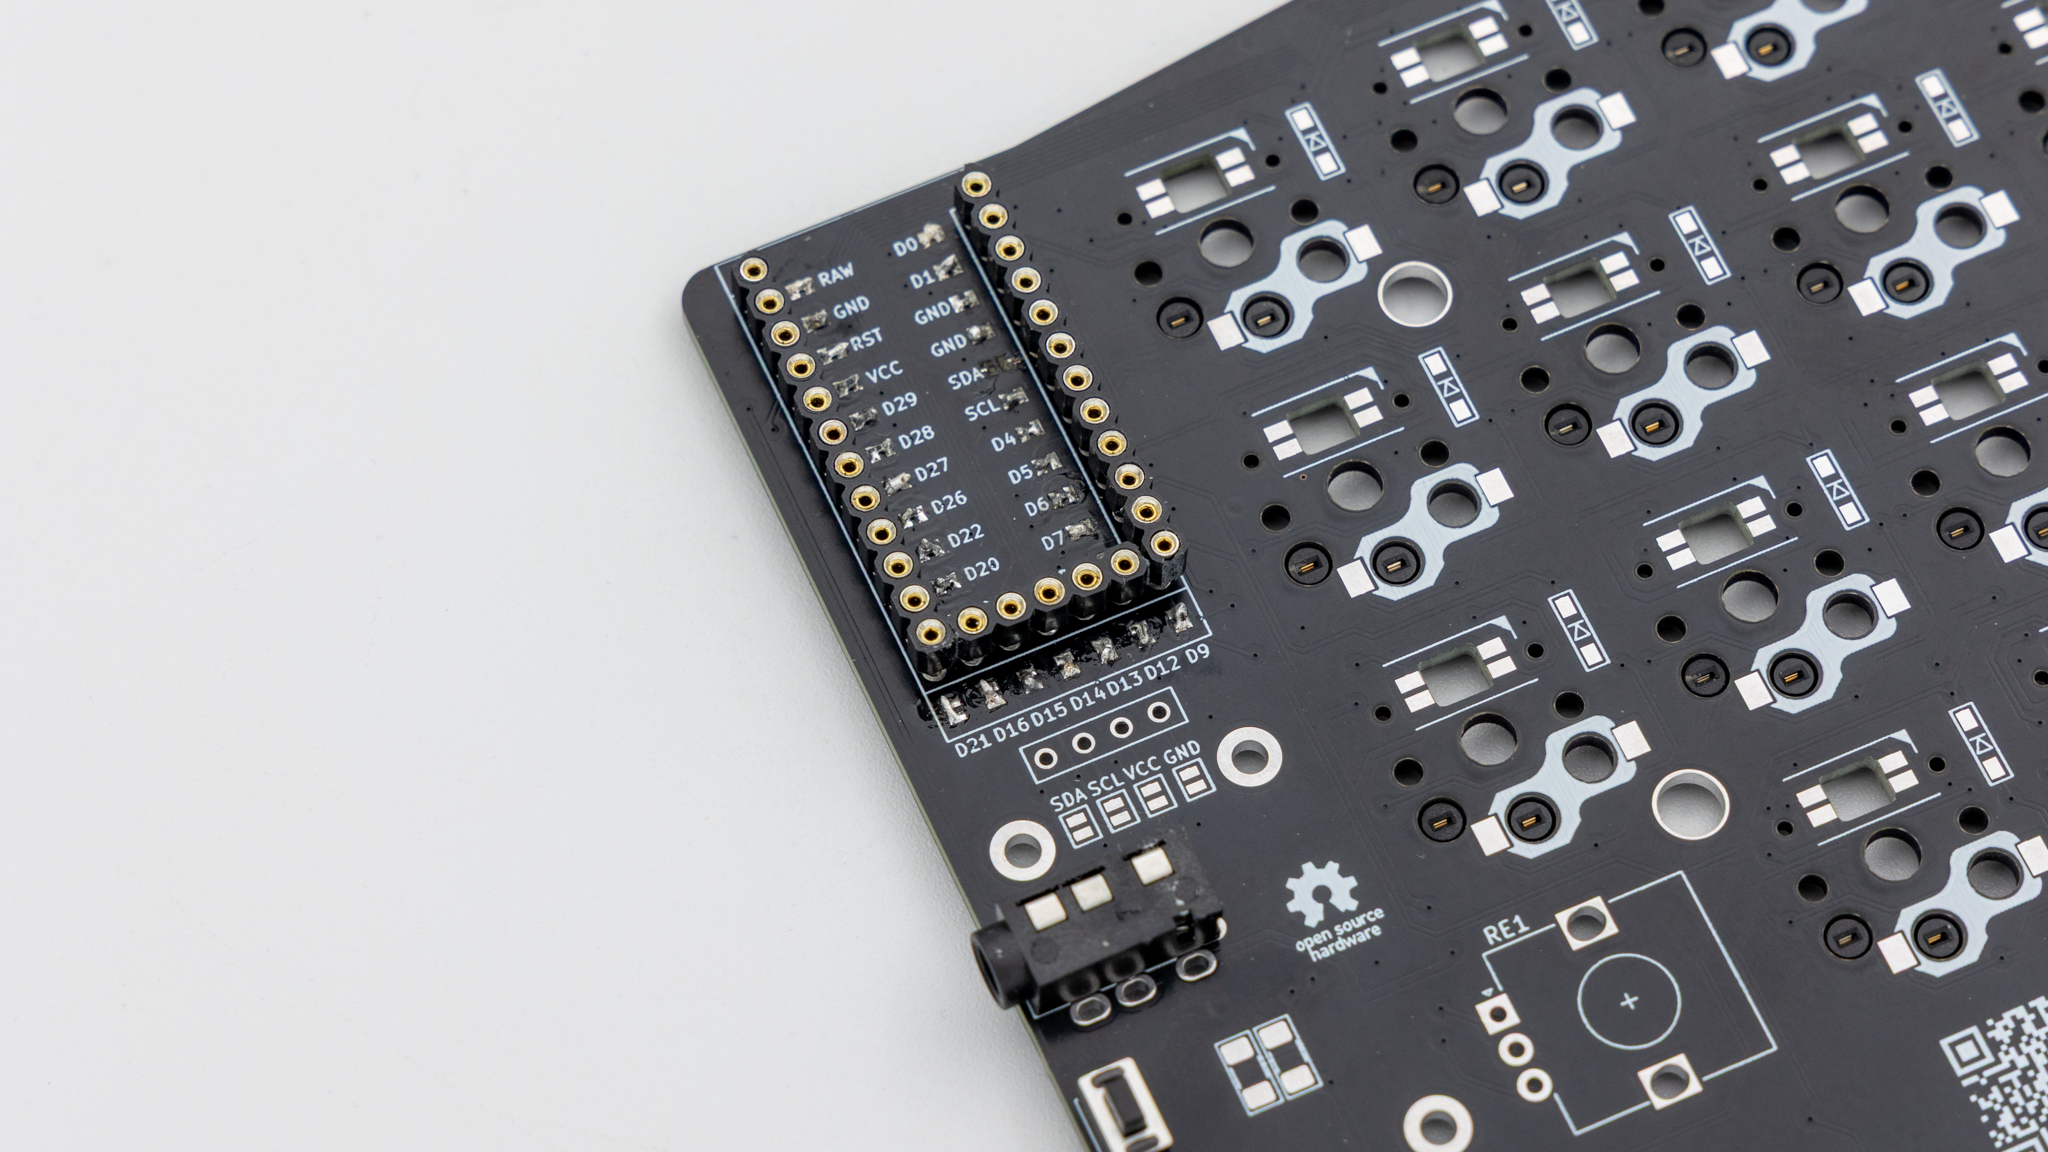 RAW
GND
RST
VCC
D29
D28
D27
D26
D22
D20
D0
D1
GND
GND
SDA
SCL
D4
D5
D6
D7
D21 D16 D15 D14 D13 D12 D9
SDA SCL VCC GND
open source
hardware
RE1